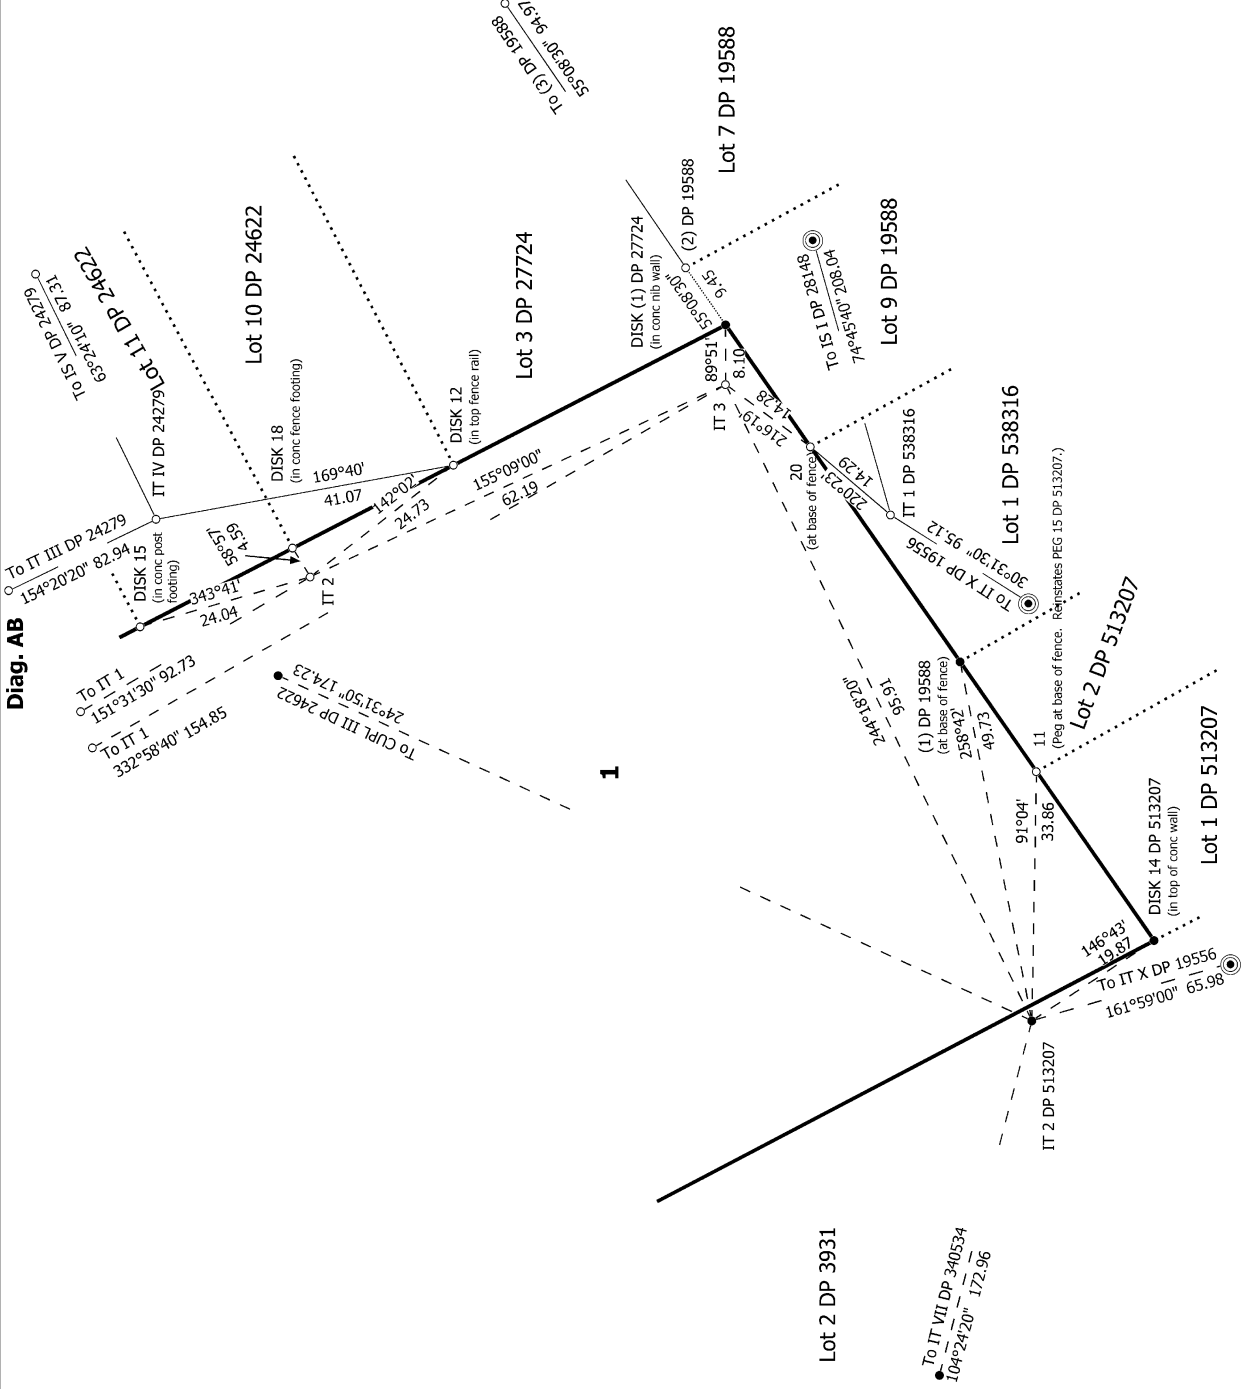 Diag. AB
To (3) DP 19588
55°08'30" 94.97
Lot 7 DP 19588
(2) DP 19588
DISK (1) DP 27724
(in conc nib wall)
55°08'30"
9.45
Lot 11 DP 24622
To IS V DP 24279
63°24'10" 87.31
Lot 10 DP 24622
Lot 3 DP 27724
IT IV DP 24279
To IT III DP 24279
154°20'20" 82.94
DISK 18
(in conc fence footing)
DISK 12
(in top fence rail)
DISK 15
(in conc post
footing)
169°40'
41.07
142°02'
24.73
155°09'00"
62.19
58°57'
4.59
343°41'
24.04
IT 2
To IT 1
151°31'30" 92.73
To IT 1
332°58'40" 154.85
To CUPL III DP 24622
24°31'50" 174.23
89°51'
8.10
IT 3
216°19'
14.28
To IS I DP 28148
74°45'40" 208.04
Lot 9 DP 19588
20
(at base of fence)
220°23'
14.29
IT 1 DP 538316
Lot 1 DP 538316
To IT X DP 19556
30°31'30" 95.12
11
(Peg at base of fence. Reinstates PEG 15 DP 513207.)
Lot 2 DP 513207
(1) DP 19588
(at base of fence)
244°18'20"
95.91
258°42'
49.73
91°04'
33.86
1
DISK 14 DP 513207
(in top of conc wall)
Lot 1 DP 513207
146°43'
19.87
To IT X DP 19556
161°59'00" 65.98
IT 2 DP 513207
Lot 2 DP 3931
To IT VII DP 340534
104°24'20" 172.96